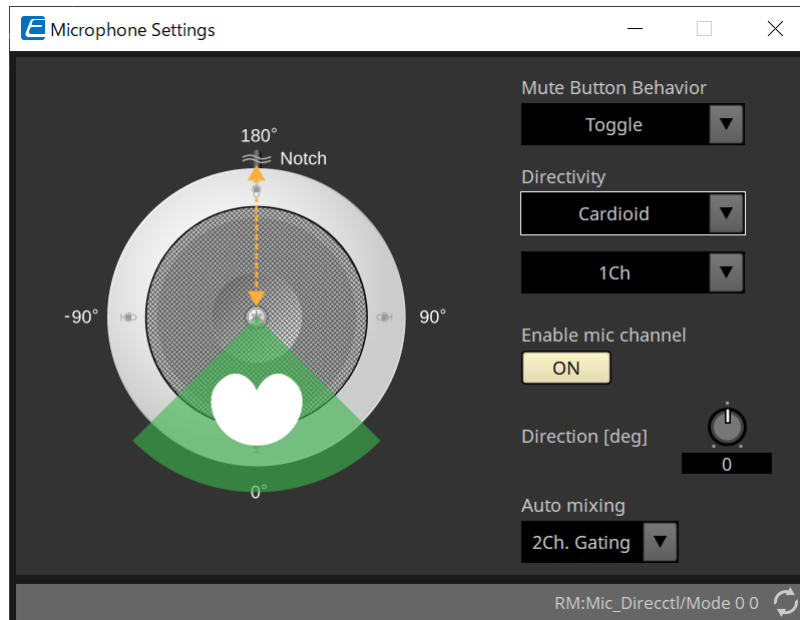 E Microphone Settings
Mute Button Behavior
Toggle
Directivity
Cardioid
1Ch
Enable mic channel
ON
Direction [deg]
0
Auto mixing
2Ch. Gating
180°
Notch
-90°
90°
0°
RM:Mic_Direcctl/Mode 0 0